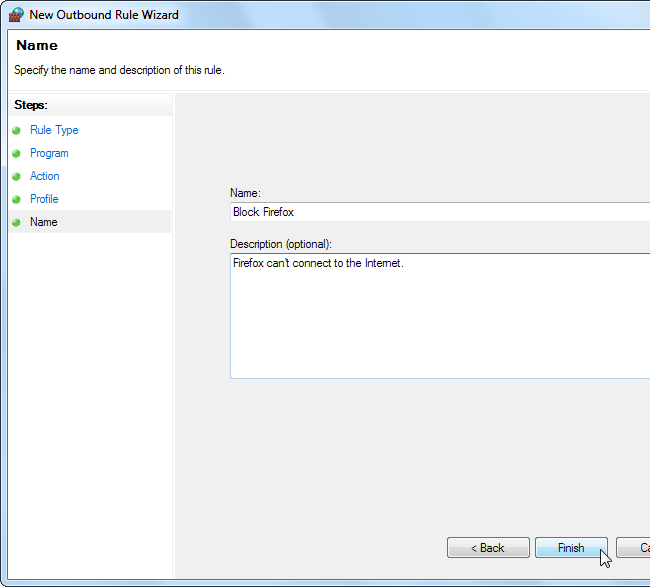 New Outbound Rule Wizard
Name
Specify the name and description of this rule.
Steps:
Rule Type
Program
Action
Profile
Name
Name:
Block Firefox
Description (optional):
Firefox can't connect to the Internet.
< Back
Finish
Ca